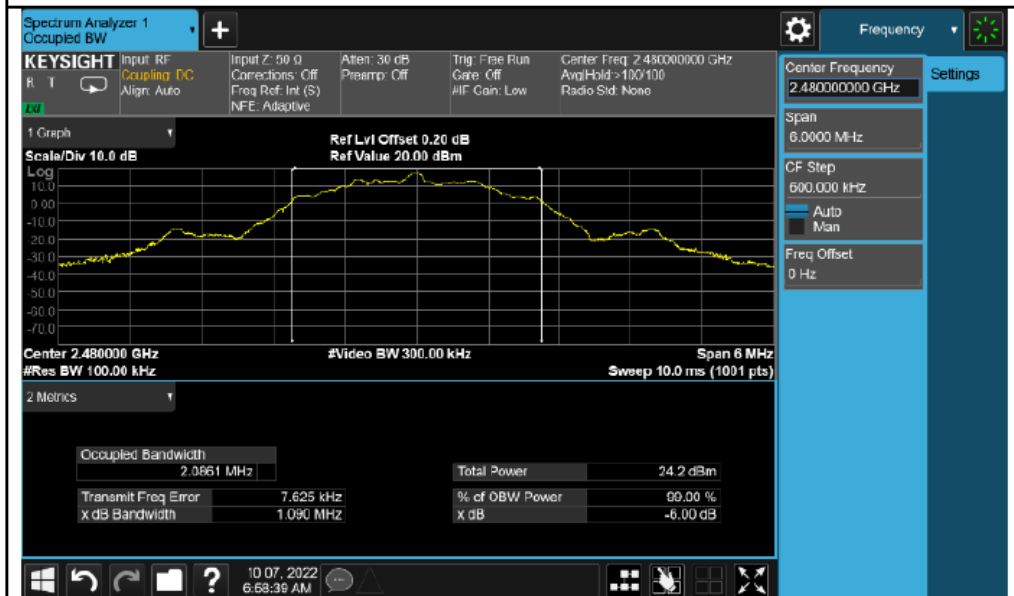 Spectrum Analyzer 1
Occupied BW
+
Frequency
KEYSIGHT
R T
LXI
Input: RF
Coupling: DC
Align: Auto
Input Z: 50 Ω
Corrections: Off
Freq Ref: Int (S)
NFE: Adaptive
Atten: 30 dB
Preamp: Off
Trig: Free Run
Gate: Off
#IF Gain: Low
Center Freq: 2.480000000 GHz
Avg|Hold:>100/100
Radio Std: None
Center Frequency
2.480000000 GHz
Settings
Span
6.0000 MHz
CF Step
600.000 kHz
Auto
Man
Freq Offset
0 Hz
1 Graph
Scale/Div 10.0 dB
Ref Lvl Offset 0.20 dB
Ref Value 20.00 dBm
Log
10.0
0.00
-10.0
-20.0
-30.0
-40.0
-50.0
-60.0
-70.0
Center 2.480000 GHz
#Res BW 100.00 kHz
#Video BW 300.00 kHz
Span 6 MHz
Sweep 10.0 ms (1001 pts)
2 Metrics
Occupied Bandwidth
2.0861 MHz
Total Power 24.2 dBm
Transmit Freq Error 7.625 kHz
% of OBW Power 99.00 %
x dB Bandwidth 1.090 MHz
x dB -6.00 dB
?
10 07, 2022
6:58:39 AM